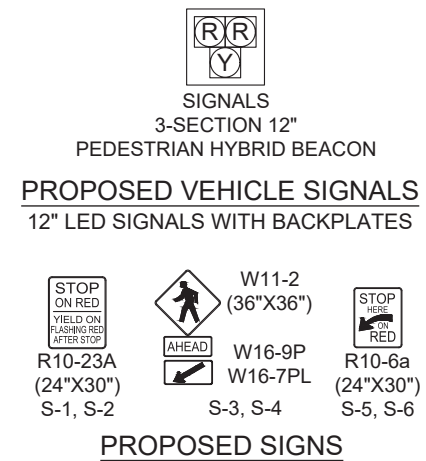 R R
Y
SIGNALS
3-SECTION 12"
PEDESTRIAN HYBRID BEACON
PROPOSED VEHICLE SIGNALS
12" LED SIGNALS WITH BACKPLATES
STOP
ON RED
YIELD ON
FLASHING RED
AFTER STOP
R10-23A
(24"X30")
S-1, S-2
W11-2
(36"X36")
AHEAD
W16-9P
W16-7PL
S-3, S-4
STOP
HERE
ON
RED
R10-6a
(24"X30")
S-5, S-6
PROPOSED SIGNS